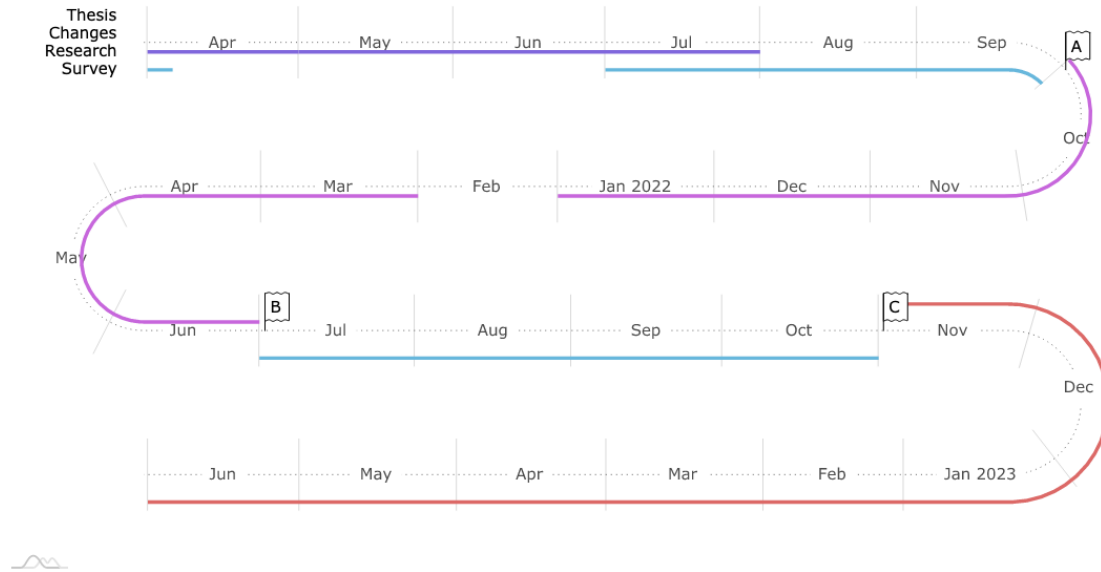 Thesis
Changes
Research
Survey
Apr May Jun Jul Aug Sep
A
Oct
Apr Mar Feb Jan 2022 Dec Nov
May
B
C
Jun Jul Aug Sep Oct Nov
Dec
Jun May Apr Mar Feb Jan 2023